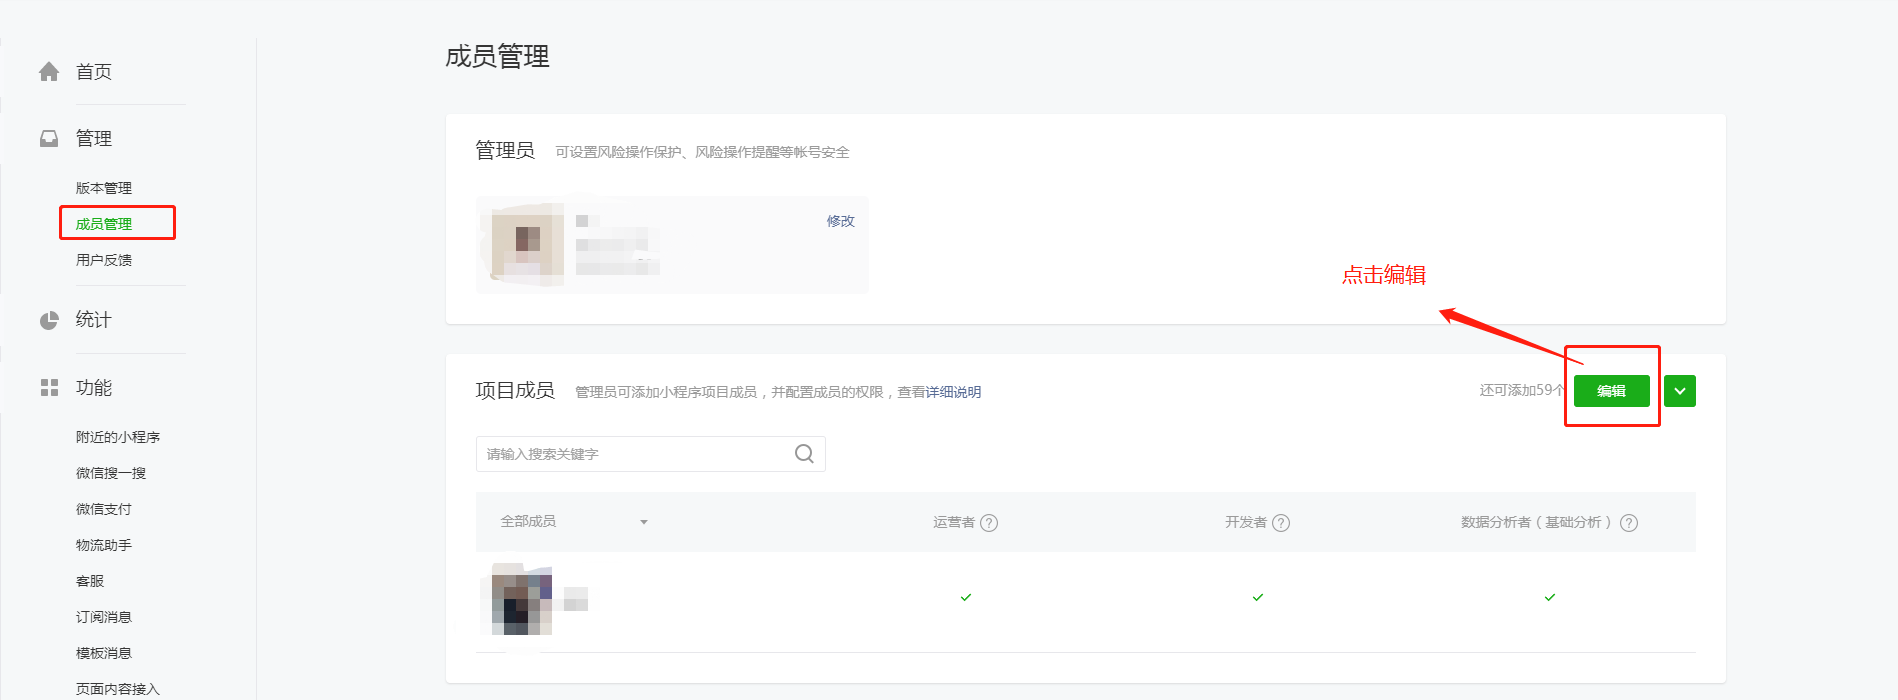 首页
管理
版本管理
成员管理
用户反馈
统计
功能
附近的小程序
微信搜一搜
微信支付
物流助手
客服
订阅消息
模板消息
页面内容接入
成员管理
管理员 可设置风险操作保护、风险操作提醒等帐号安全
修改
点击编辑
项目成员 管理员可添加小程序项目成员，并配置成员的权限，查看详细说明
还可添加59个 编辑
请输入搜索关键字
全部成员 运营者 ? 开发者 ? 数据分析者（基础分析） ?